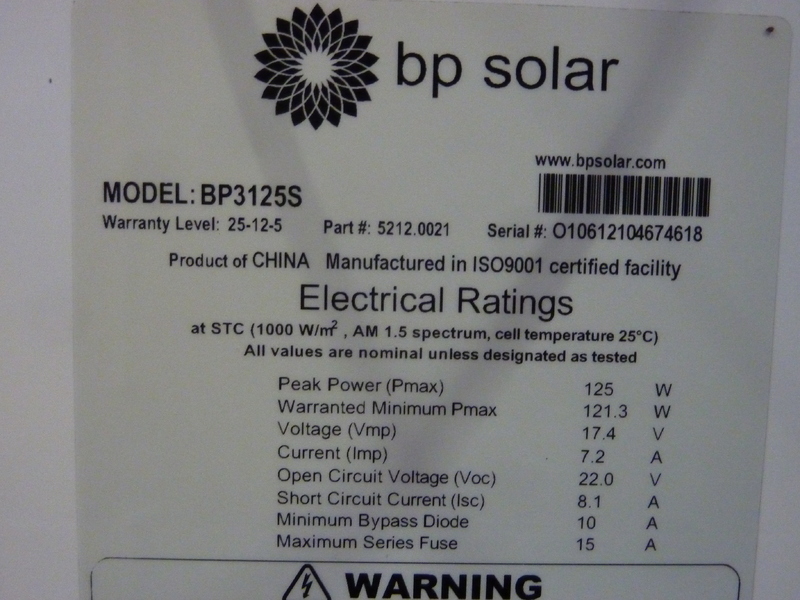 bp solar
www.bpsolar.com
MODEL: BP3125S
Warranty Level: 25-12-5 Part #: 5212.0021 Serial #: O10612104674618
Product of CHINA Manufactured in ISO9001 certified facility
Electrical Ratings
at STC (1000 W/m², AM 1.5 spectrum, cell temperature 25°C)
All values are nominal unless designated as tested
Peak Power (Pmax) 125 W
Warranted Minimum Pmax 121.3 W
Voltage (Vmp) 17.4 V
Current (Imp) 7.2 A
Open Circuit Voltage (Voc) 22.0 V
Short Circuit Current (Isc) 8.1 A
Minimum Bypass Diode 10 A
Maximum Series Fuse 15 A
WARNING